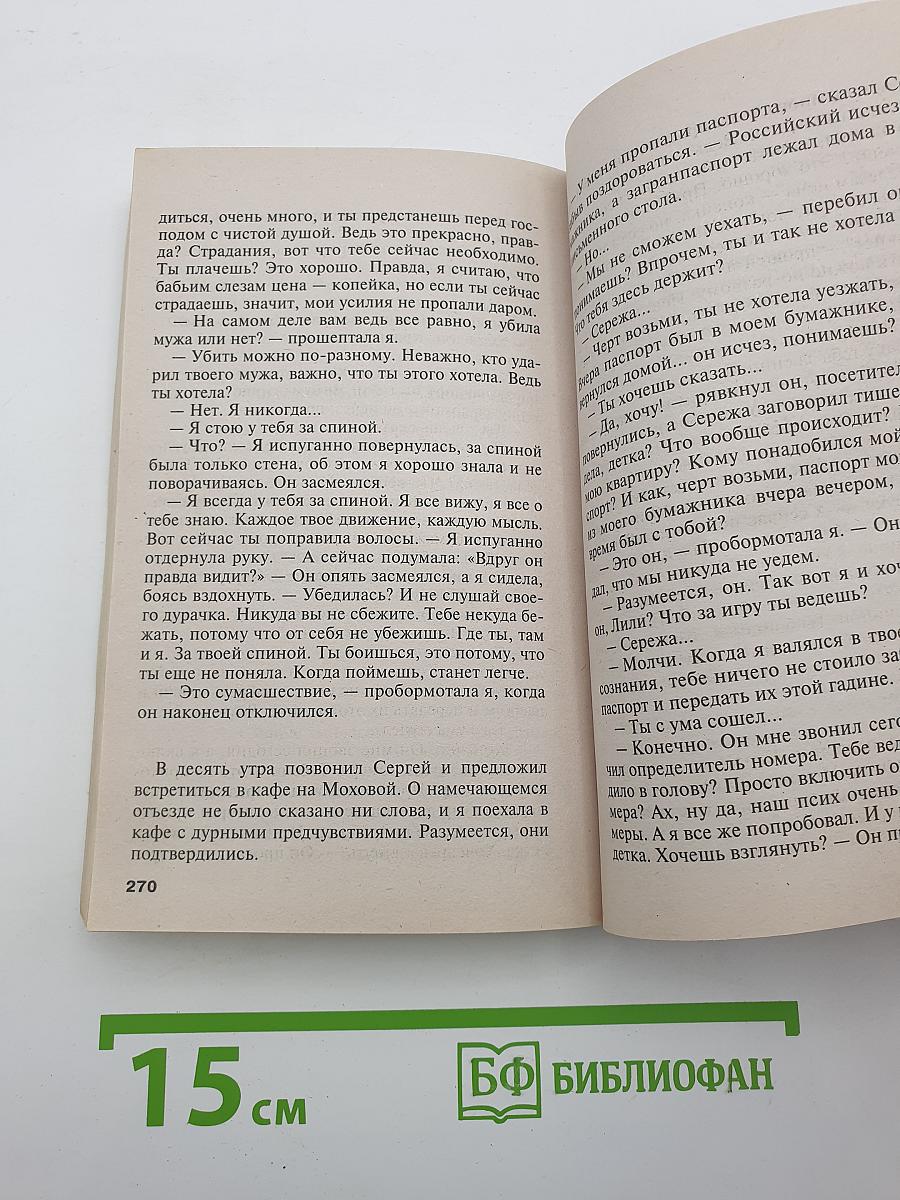 диться, очень много, и ты предстанешь перед гос-
подом с чистой душой. Ведь это прекрасно, прав-
да? Страдания, вот что тебе сейчас необходимо.
Ты плачешь? Это хорошо. Правда, я считаю, что
бабьим слезам цена — копейка, но если ты сейчас
страдаешь, значит, мои усилия не пропали даром.
— На самом деле вам ведь все равно, я убила
мужа или нет? — прошептала я.
— Убить можно по-разному. Неважно, кто уда-
рил твоего мужа, важно, что ты этого хотела. Ведь
ты хотела?
— Нет. Я никогда...
— Я стою у тебя за спиной.
— Что? — Я испуганно повернулась, за спиной
была только стена, об этом я хорошо знала и не
поворачиваясь. Он засмеялся.
— Я всегда у тебя за спиной. Я все вижу, я все о
тебе знаю. Каждое твое движение, каждую мысль.
Вот сейчас ты поправила волосы. — Я испуганно
отдернула руку. — А сейчас подумала: «Вдруг он
правда видит?» — Он опять засмеялся, а я сидела,
боясь вздохнуть. — Убедилась? И не слушай свое-
го дурачка. Никуда вы не сбежите. Тебе некуда бе-
жать, потому что от себя не убежишь. Где ты, там
и я. За твоей спиной. Ты боишься, это потому, что
ты еще не поняла. Когда поймешь, станет легче.
— Это сумасшествие, — пробормотала я, когда
он наконец отключился.
В десять утра позвонил Сергей и предложил
встретиться в кафе на Моховой. О намечающемся
отъезде не было сказано ни слова, и я поехала в
кафе с дурными предчувствиями. Разумеется, они
подтвердились.
270
— У меня пропали паспорта, — сказал
поздороваться. — Российский исчез
а загранпаспорт лежал дома в
письменного стола.
— Но...
— Мы не сможем уехать, — перебил
понимаешь? Впрочем, ты и так не хотела
Что тебя здесь держит?
— Сережа...
— Черт возьми, ты не хотела уезжать,
Вчера паспорт был в моем бумажнике,
вернулся домой... он исчез, понимаешь?
— Ты хочешь сказать...
— Да, хочу! — рявкнул он,
повернулись, а Сережа заговорил
дела, детка? Что вообще происходит?
мою квартиру? Кому понадобился мой
спорт? И как, черт возьми, паспорт
из моего бумажника вчера вечером,
время был с тобой?
— Это он, — пробормотала я. — Он
дал, что мы никуда не уедем.
— Разумеется, он. Так вот я и
он, Лили? Что за игру ты ведешь?
— Сережа...
— Молчи. Когда я валялся в
сознания, тебе ничего не стоило
паспорт и передать их этой гадине.
— Ты с ума сошел...
— Конечно. Он мне звонил
чил определитель номера. Тебе
дило в голову? Просто включить
мера? Ах, ну да, наш псих очень
меры. А я все же попробовал. И у
детка. Хочешь взглянуть? — Он
15 см
БФ БИБЛИОФАН